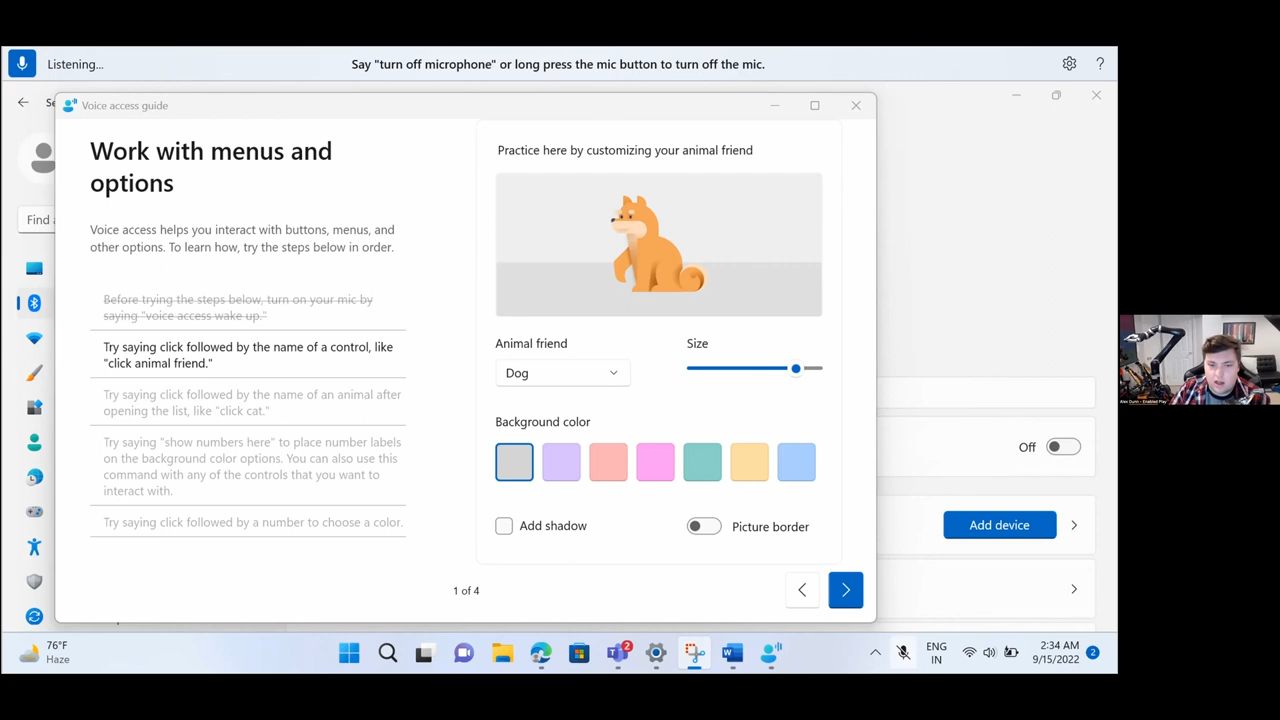 Listening...
Say "turn off microphone" or long press the mic button to turn off the mic.
Voice access guide
Work with menus and
options
Voice access helps you interact with buttons, menus, and
other options. To learn how, try the steps below in order.
Before trying the steps below, turn on your mic by
saying "voice access wake up."
Try saying click followed by the name of a control, like
"click animal friend."
Try saying click followed by the name of an animal after
opening the list, like "click cat."
Try saying "show numbers here" to place number labels
on the background color options. You can also use this
command with any of the controls that you want to
interact with.
Try saying click followed by a number to choose a color.
Practice here by customizing your animal friend
Animal friend
Size
Dog
Background color
Add shadow
Picture border
1 of 4
Find
Off
Add device
76°F
Haze
2
ENG
IN
2:34 AM
9/15/2022
2
Alex Dunn - Enabled Play